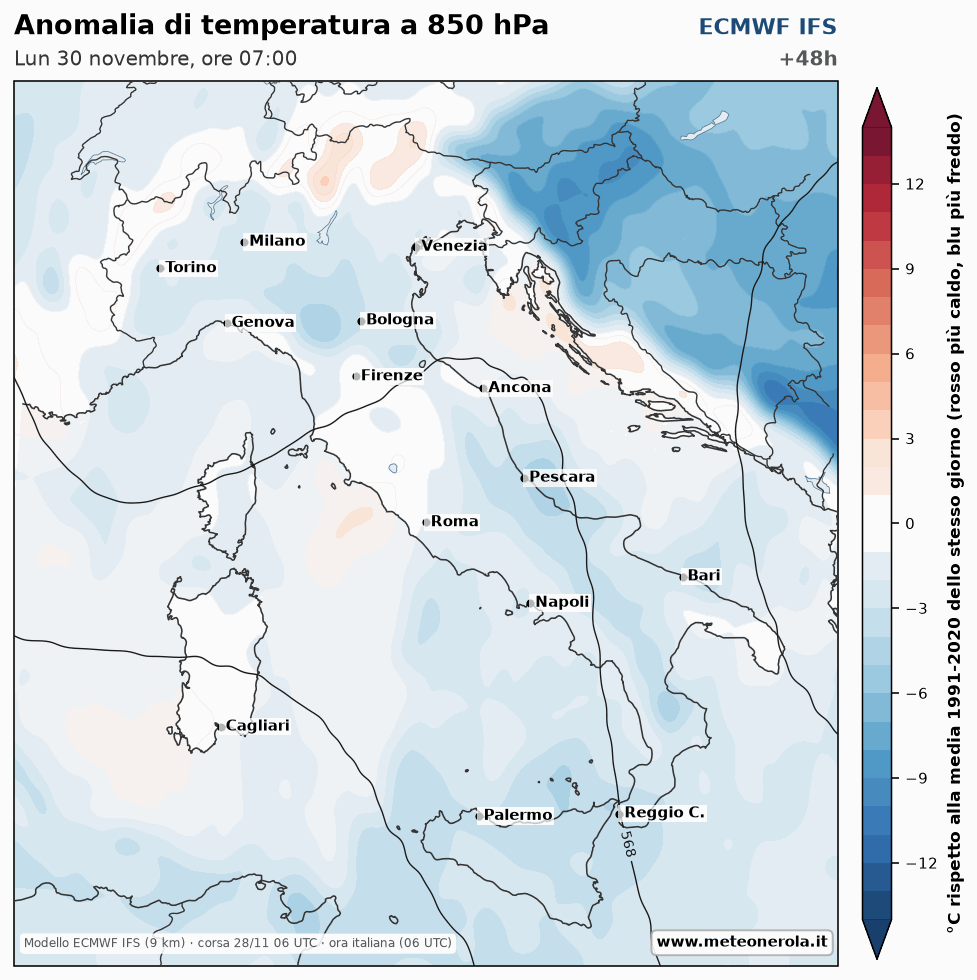 Anomalia di temperatura a 850 hPa
ECMWF IFS
Lun 30 novembre, ore 07:00
+48h
Milano
Venezia
Torino
Genova
Bologna
Firenze
Ancona
Pescara
Roma
Bari
Napoli
Cagliari
Palermo
Reggio C.
568
12
9
6
3
0
−3
−6
−9
−12
°C rispetto alla media 1991-2020 dello stesso giorno (rosso più caldo, blu più freddo)
Modello ECMWF IFS (9 km) · corsa 28/11 06 UTC · ora italiana (06 UTC)
www.meteonerola.it